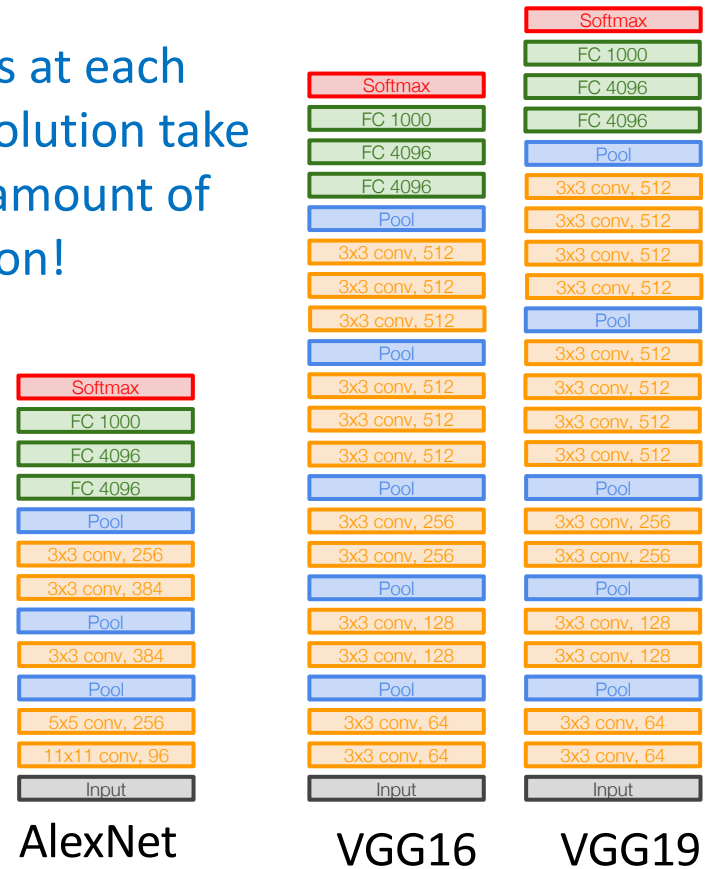 s at each
olution take
amount of
on!
Softmax
FC 1000
FC 4096
FC 4096
Pool
3x3 conv, 256
3x3 conv, 384
Pool
3x3 conv, 384
Pool
5x5 conv, 256
11x11 conv, 96
Input
AlexNet
Softmax
FC 1000
FC 4096
FC 4096
Pool
3x3 conv, 512
3x3 conv, 512
3x3 conv, 512
Pool
3x3 conv, 512
3x3 conv, 512
3x3 conv, 512
Pool
3x3 conv, 256
3x3 conv, 256
Pool
3x3 conv, 128
3x3 conv, 128
Pool
3x3 conv, 64
3x3 conv, 64
Input
VGG16
Softmax
FC 1000
FC 4096
FC 4096
Pool
3x3 conv, 512
3x3 conv, 512
3x3 conv, 512
3x3 conv, 512
Pool
3x3 conv, 512
3x3 conv, 512
3x3 conv, 512
3x3 conv, 512
Pool
3x3 conv, 256
3x3 conv, 256
Pool
3x3 conv, 128
3x3 conv, 128
Pool
3x3 conv, 64
3x3 conv, 64
Input
VGG19